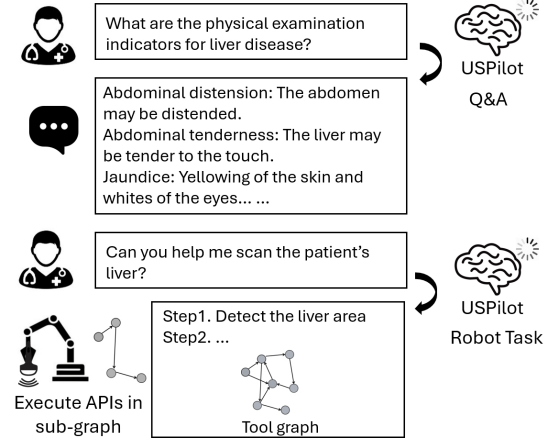 What are the physical examination
indicators for liver disease?
USPilot
Q&A
Abdominal distension: The abdomen
may be distended.
Abdominal tenderness: The liver may
be tender to the touch.
Jaundice: Yellowing of the skin and
whites of the eyes... ...
Can you help me scan the patient's
liver?
USPilot
Robot Task
Step1. Detect the liver area
Step2. ...
Tool graph
Execute APIs in
sub-graph